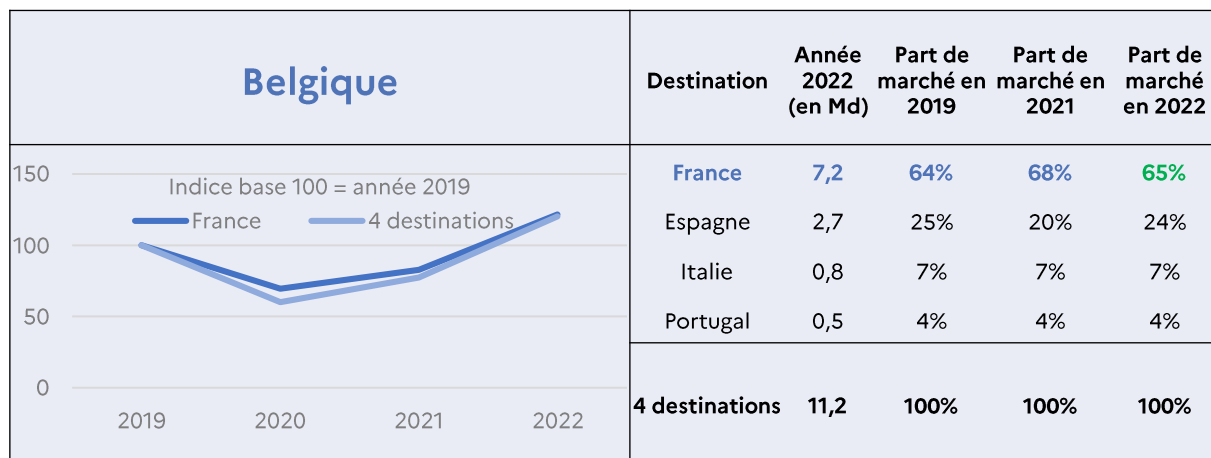 Belgique
Destination
Année
2022
(en Md)
Part de
marché en
2019
Part de
marché en
2021
Part de
marché
en 2022
150
100
50
0
Indice base 100 = année 2019
France 4 destinations
2019 2020 2021 2022
France 7,2 64% 68% 65%
Espagne 2,7 25% 20% 24%
Italie 0,8 7% 7% 7%
Portugal 0,5 4% 4% 4%
4 destinations 11,2 100% 100% 100%